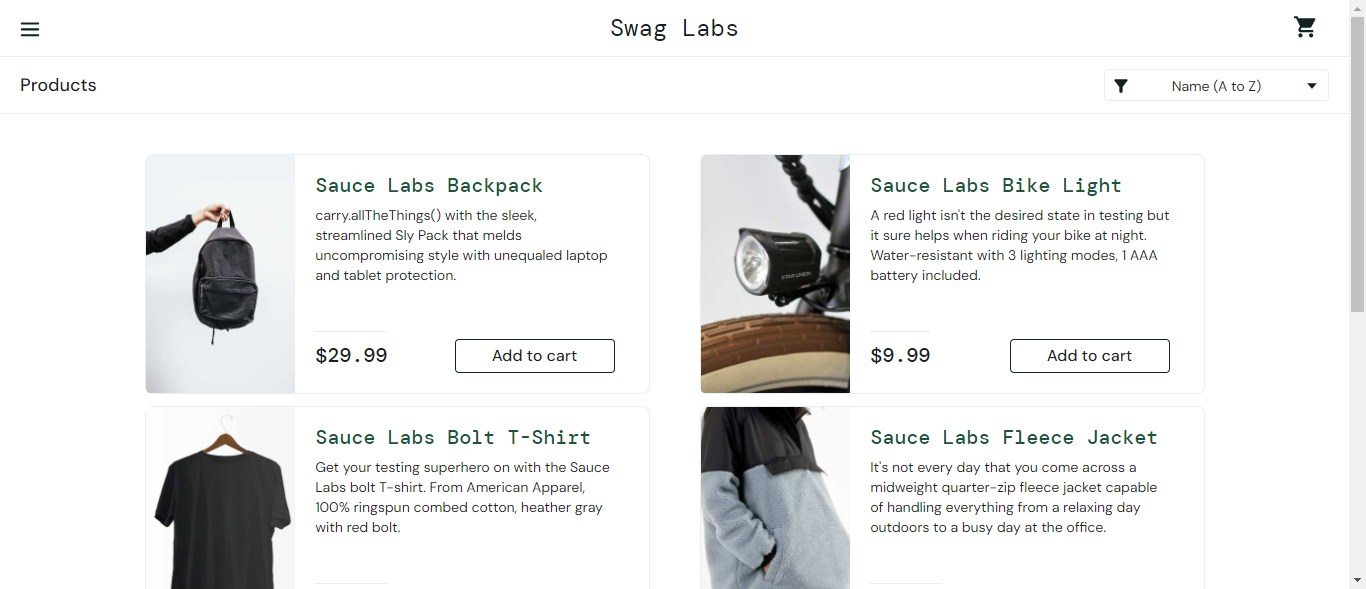 Swag Labs
Products
Name (A to Z)
Sauce Labs Backpack
carry.allTheThings() with the sleek,
streamlined Sly Pack that melds
uncompromising style with unequaled laptop
and tablet protection.
$29.99
Add to cart
Sauce Labs Bike Light
A red light isn't the desired state in testing but
it sure helps when riding your bike at night.
Water-resistant with 3 lighting modes, 1 AAA
battery included.
STAR UNION
$9.99
Add to cart
Sauce Labs Bolt T-Shirt
Get your testing superhero on with the Sauce
Labs bolt T-shirt. From American Apparel,
100% ringspun combed cotton, heather gray
with red bolt.
Sauce Labs Fleece Jacket
It's not every day that you come across a
midweight quarter-zip fleece jacket capable
of handling everything from a relaxing day
outdoors to a busy day at the office.